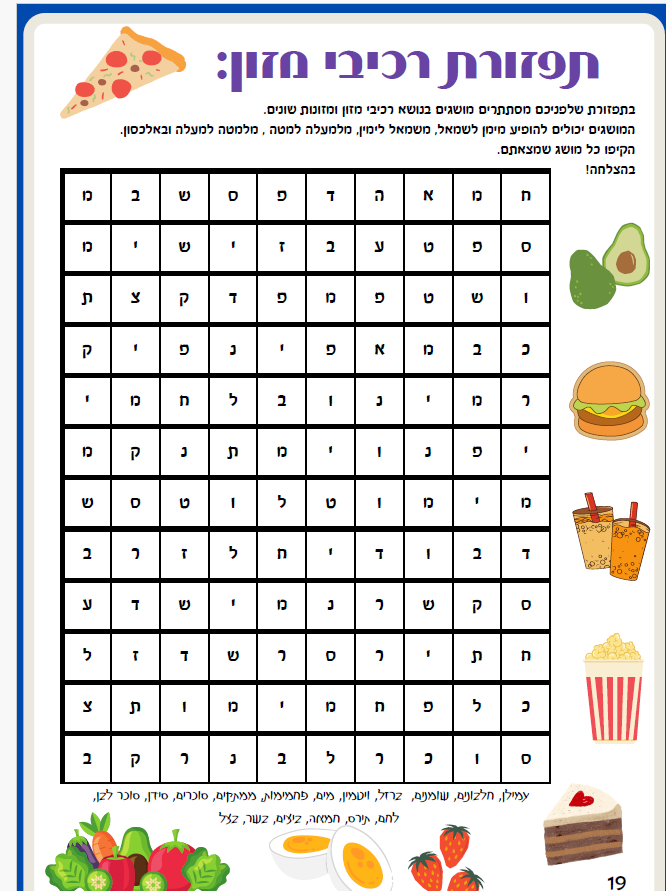 תפזורת רכיבי מזון:
בתפזורת שלפניכם מסתתרים מושגים בנושא רכיבי מזון ומזונות שונים.
המושגים יכולים להופיע מימין לשמאל, משמאל לימין, מלמעלה למטה , מלמטה למעלה ובאלכסון.
הקיפו כל מושג שמצאתם.
בהצלחה!
ח מ א ה ד פ ס ש ב מ
ס פ ט ע ב ז י ש י מ
ו ש ט פ מ פ ד ק צ ת
כ ב מ א פ י נ פ י ק
ר מ י נ ו ב ל ח מ י
י פ נ ו י מ ת נ ק מ
מ י מ ו ט ל ו ט ס ש
ד ב ו ד י ח ל ז ר ב
ס ק ש ר נ מ י ש ד ע
ח ת י ר ס ר ש ד ז ל
כ ל פ ח מ י מ ו ת צ
ס ו כ ר ל ב נ ר ק ב
עמילן, חלבונים, שומנים, ברזל, ויטמין, מים, פחמימות, ממתקים, סוכרים, סידן, סוכר לבן,
לחם, תירס, חמאה, ביצים, בשר, בצל
19